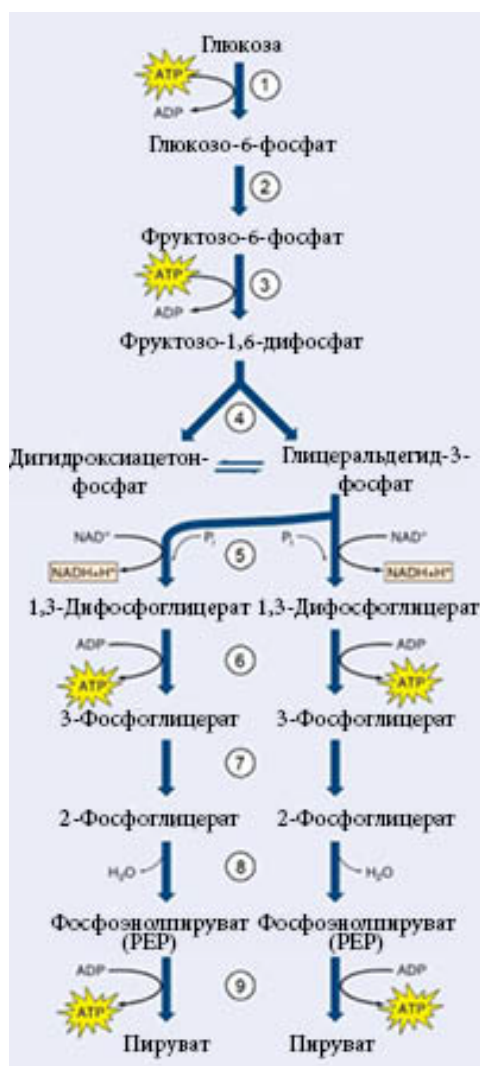 Глюкоза
ATP
ADP
1
Глюкозо-6-фосфат
2
Фруктозо-6-фосфат
ATP
ADP
3
Фруктозо-1,6-дифосфат
4
Дигидроксиацетон-
фосфат
Глицеральдегид-3-
фосфат
NAD⁺
NADH+H⁺
Pi
5
Pi
NAD⁺
NADH+H⁺
1,3-Дифосфоглицерат 1,3-Дифосфоглицерат
ADP
ATP
6
ADP
ATP
3-Фосфоглицерат 3-Фосфоглицерат
7
2-Фосфоглицерат 2-Фосфоглицерат
H₂O
8
H₂O
Фосфоэнолпируват Фосфоэнолпируват
(PEP) (PEP)
ADP
ATP
9
ADP
ATP
Пируват Пируват